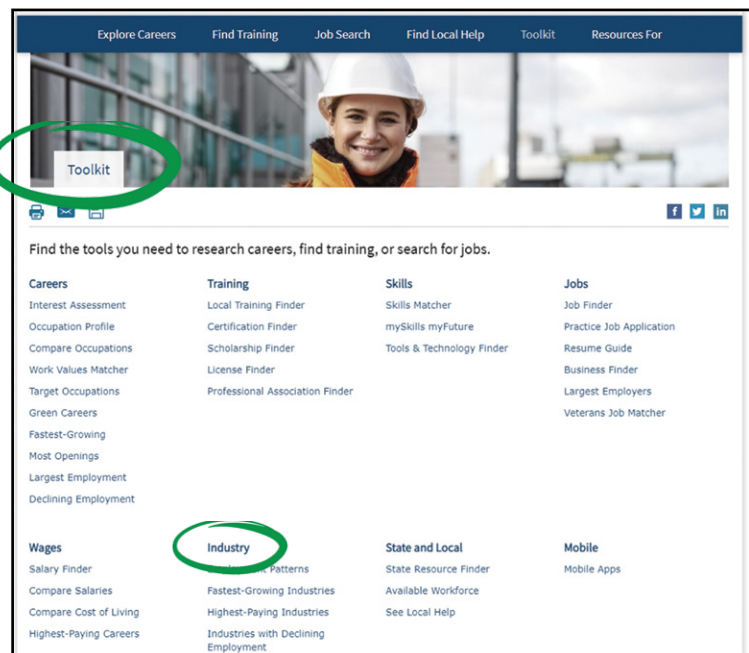 Explore Careers Find Training Job Search Find Local Help Toolkit Resources For
Toolkit
Find the tools you need to research careers, find training, or search for jobs.
Careers
Interest Assessment
Occupation Profile
Compare Occupations
Work Values Matcher
Target Occupations
Green Careers
Fastest-Growing
Most Openings
Largest Employment
Declining Employment
Training
Local Training Finder
Certification Finder
Scholarship Finder
License Finder
Professional Association Finder
Skills
Skills Matcher
mySkills myFuture
Tools & Technology Finder
Jobs
Job Finder
Practice Job Application
Resume Guide
Business Finder
Largest Employers
Veterans Job Matcher
Wages
Salary Finder
Compare Salaries
Compare Cost of Living
Highest-Paying Careers
Industry
Patterns
Fastest-Growing Industries
Highest-Paying Industries
Industries with Declining
Employment
State and Local
State Resource Finder
Available Workforce
See Local Help
Mobile
Mobile Apps